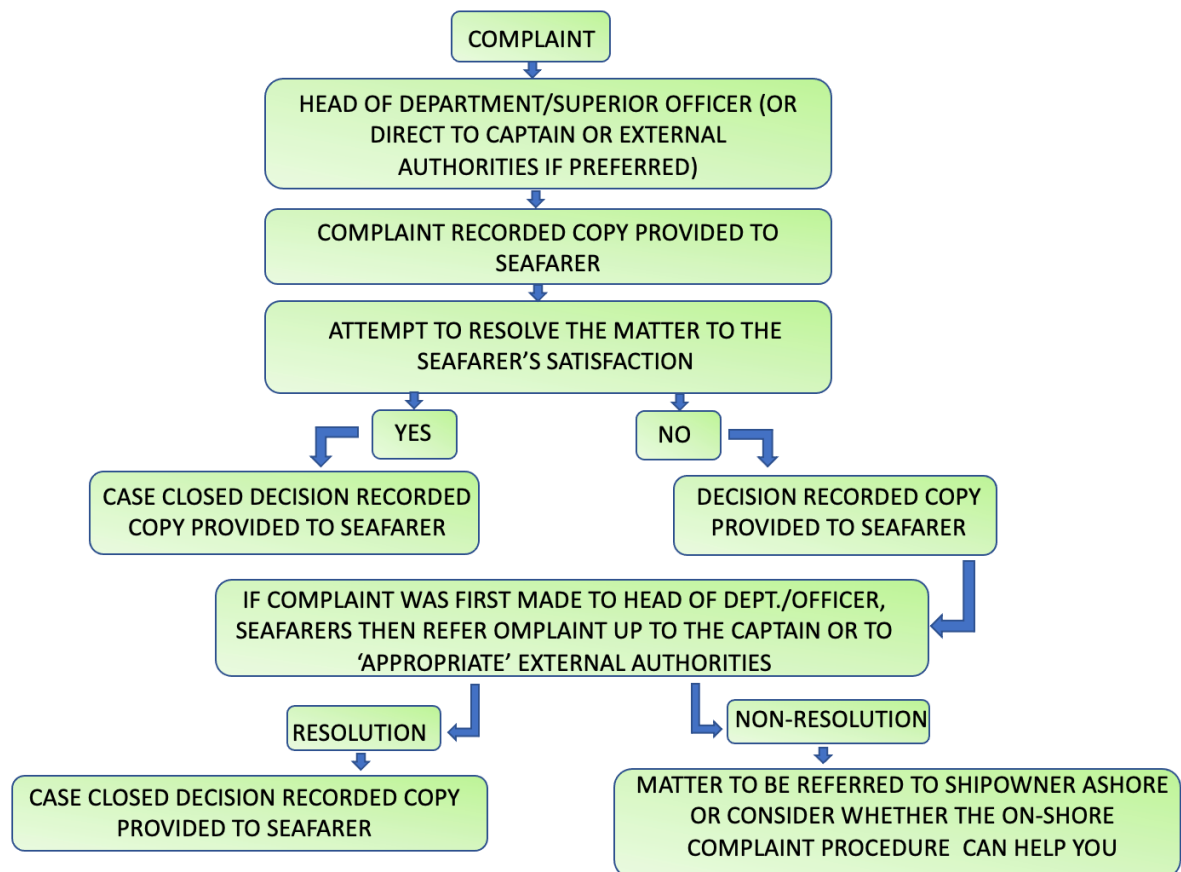 COMPLAINT
HEAD OF DEPARTMENT/SUPERIOR OFFICER (OR
DIRECT TO CAPTAIN OR EXTERNAL
AUTHORITIES IF PREFERRED)
COMPLAINT RECORDED COPY PROVIDED TO
SEAFARER
ATTEMPT TO RESOLVE THE MATTER TO THE
SEAFARER’S SATISFACTION
YES
NO
CASE CLOSED DECISION RECORDED
COPY PROVIDED TO SEAFARER
DECISION RECORDED COPY
PROVIDED TO SEAFARER
IF COMPLAINT WAS FIRST MADE TO HEAD OF DEPT./OFFICER,
SEAFARERS THEN REFER OMPLAINT UP TO THE CAPTAIN OR TO
‘APPROPRIATE’ EXTERNAL AUTHORITIES
RESOLUTION
NON-RESOLUTION
CASE CLOSED DECISION RECORDED COPY
PROVIDED TO SEAFARER
MATTER TO BE REFERRED TO SHIPOWNER ASHORE
OR CONSIDER WHETHER THE ON-SHORE
COMPLAINT PROCEDURE CAN HELP YOU